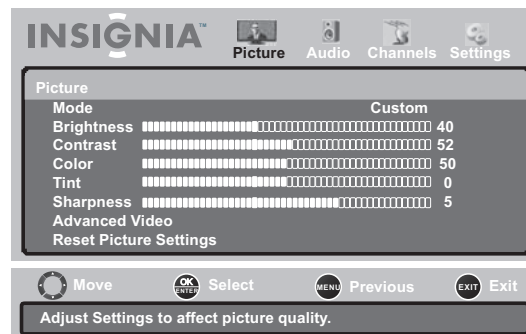 INSIGNIA™
Picture Audio Channels Settings
Picture
Mode Custom
Brightness 40
Contrast 52
Color 50
Tint 0
Sharpness 5
Advanced Video
Reset Picture Settings
Move OK ENTER Select MENU Previous EXIT Exit
Adjust Settings to affect picture quality.